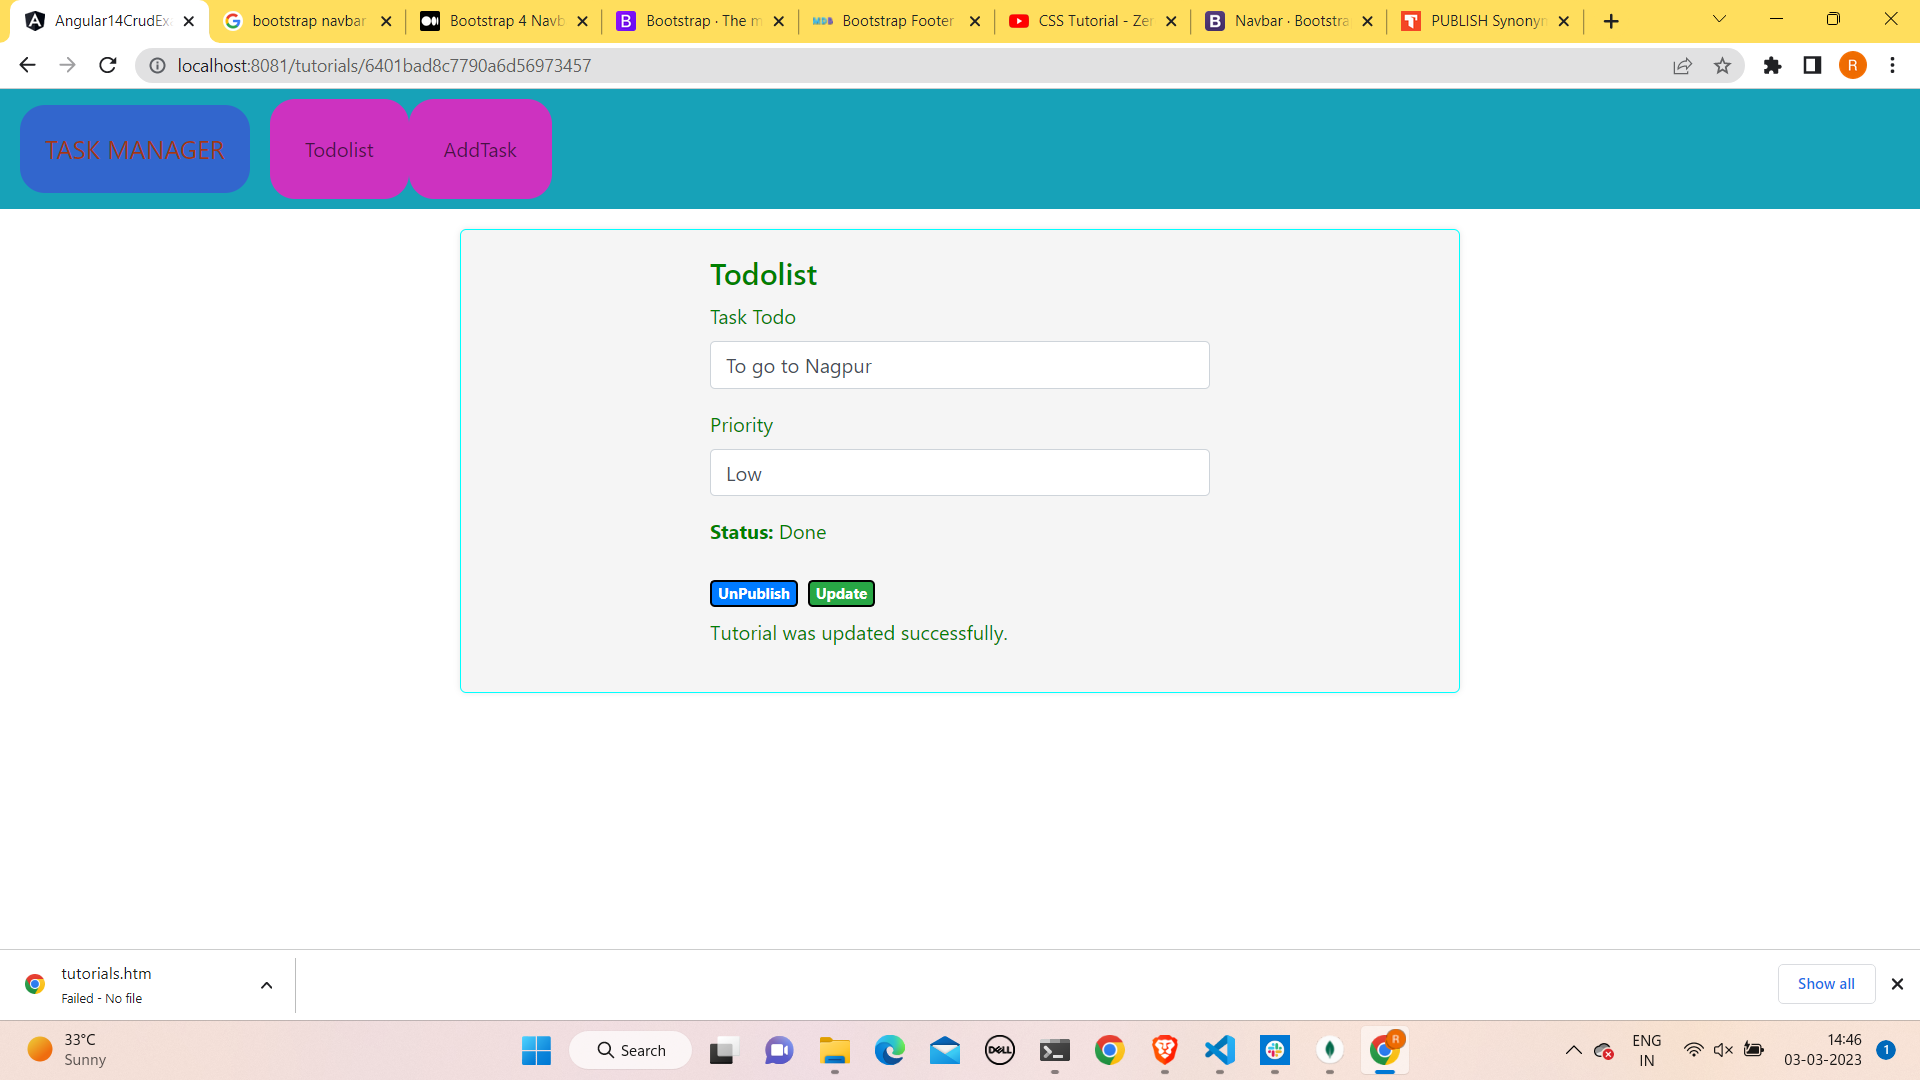 Angular14CrudExa
bootstrap navbar
Bootstrap 4 Navb
Bootstrap · The m
Bootstrap Footer
CSS Tutorial - Zer
Navbar · Bootstra
PUBLISH Synonym
localhost:8081/tutorials/6401bad8c7790a6d56973457
R
TASK MANAGER
Todolist
AddTask
Todolist
Task Todo
To go to Nagpur
Priority
Low
Status: Done
UnPublish
Update
Tutorial was updated successfully.
tutorials.htm
Failed - No file
Show all
33°C
Sunny
Search
DELL
R
ENG
IN
14:46
03-03-2023
1